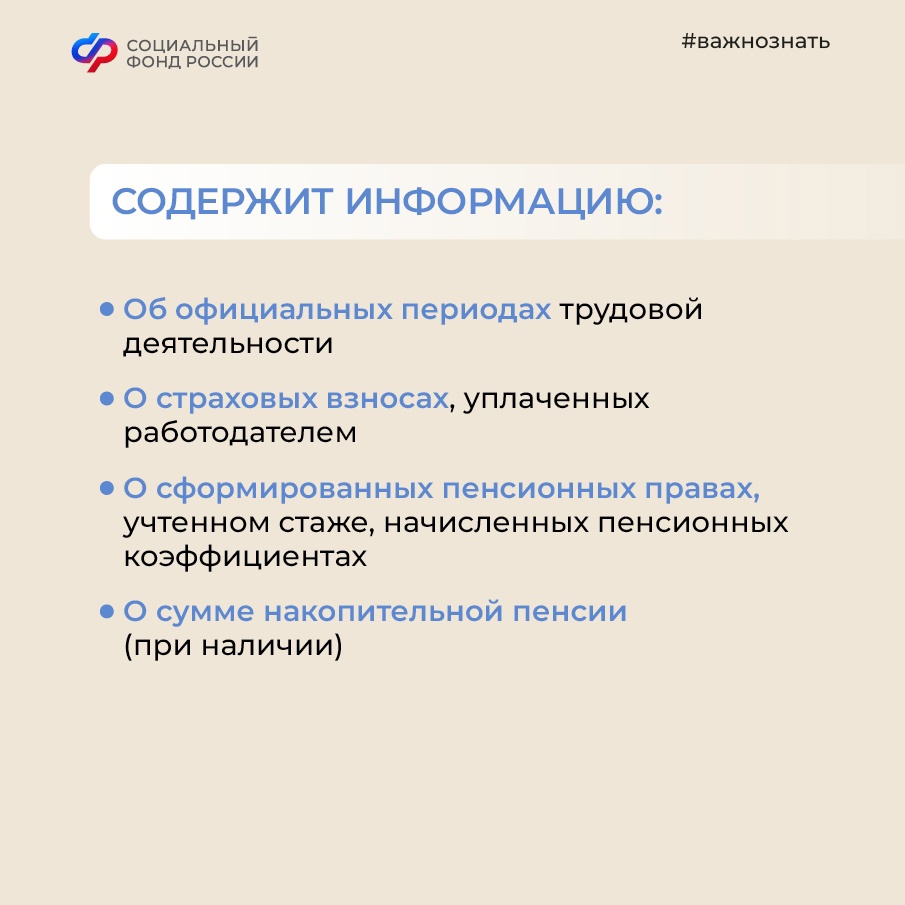 СОЦИАЛЬНЫЙ
ФОНД РОССИИ
#важнознать
СОДЕРЖИТ ИНФОРМАЦИЮ:
Об официальных периодах трудовой
деятельности
О страховых взносах, уплаченных
работодателем
О сформированных пенсионных правах,
учтенном стаже, начисленных пенсионных
коэффициентах
О сумме накопительной пенсии
(при наличии)